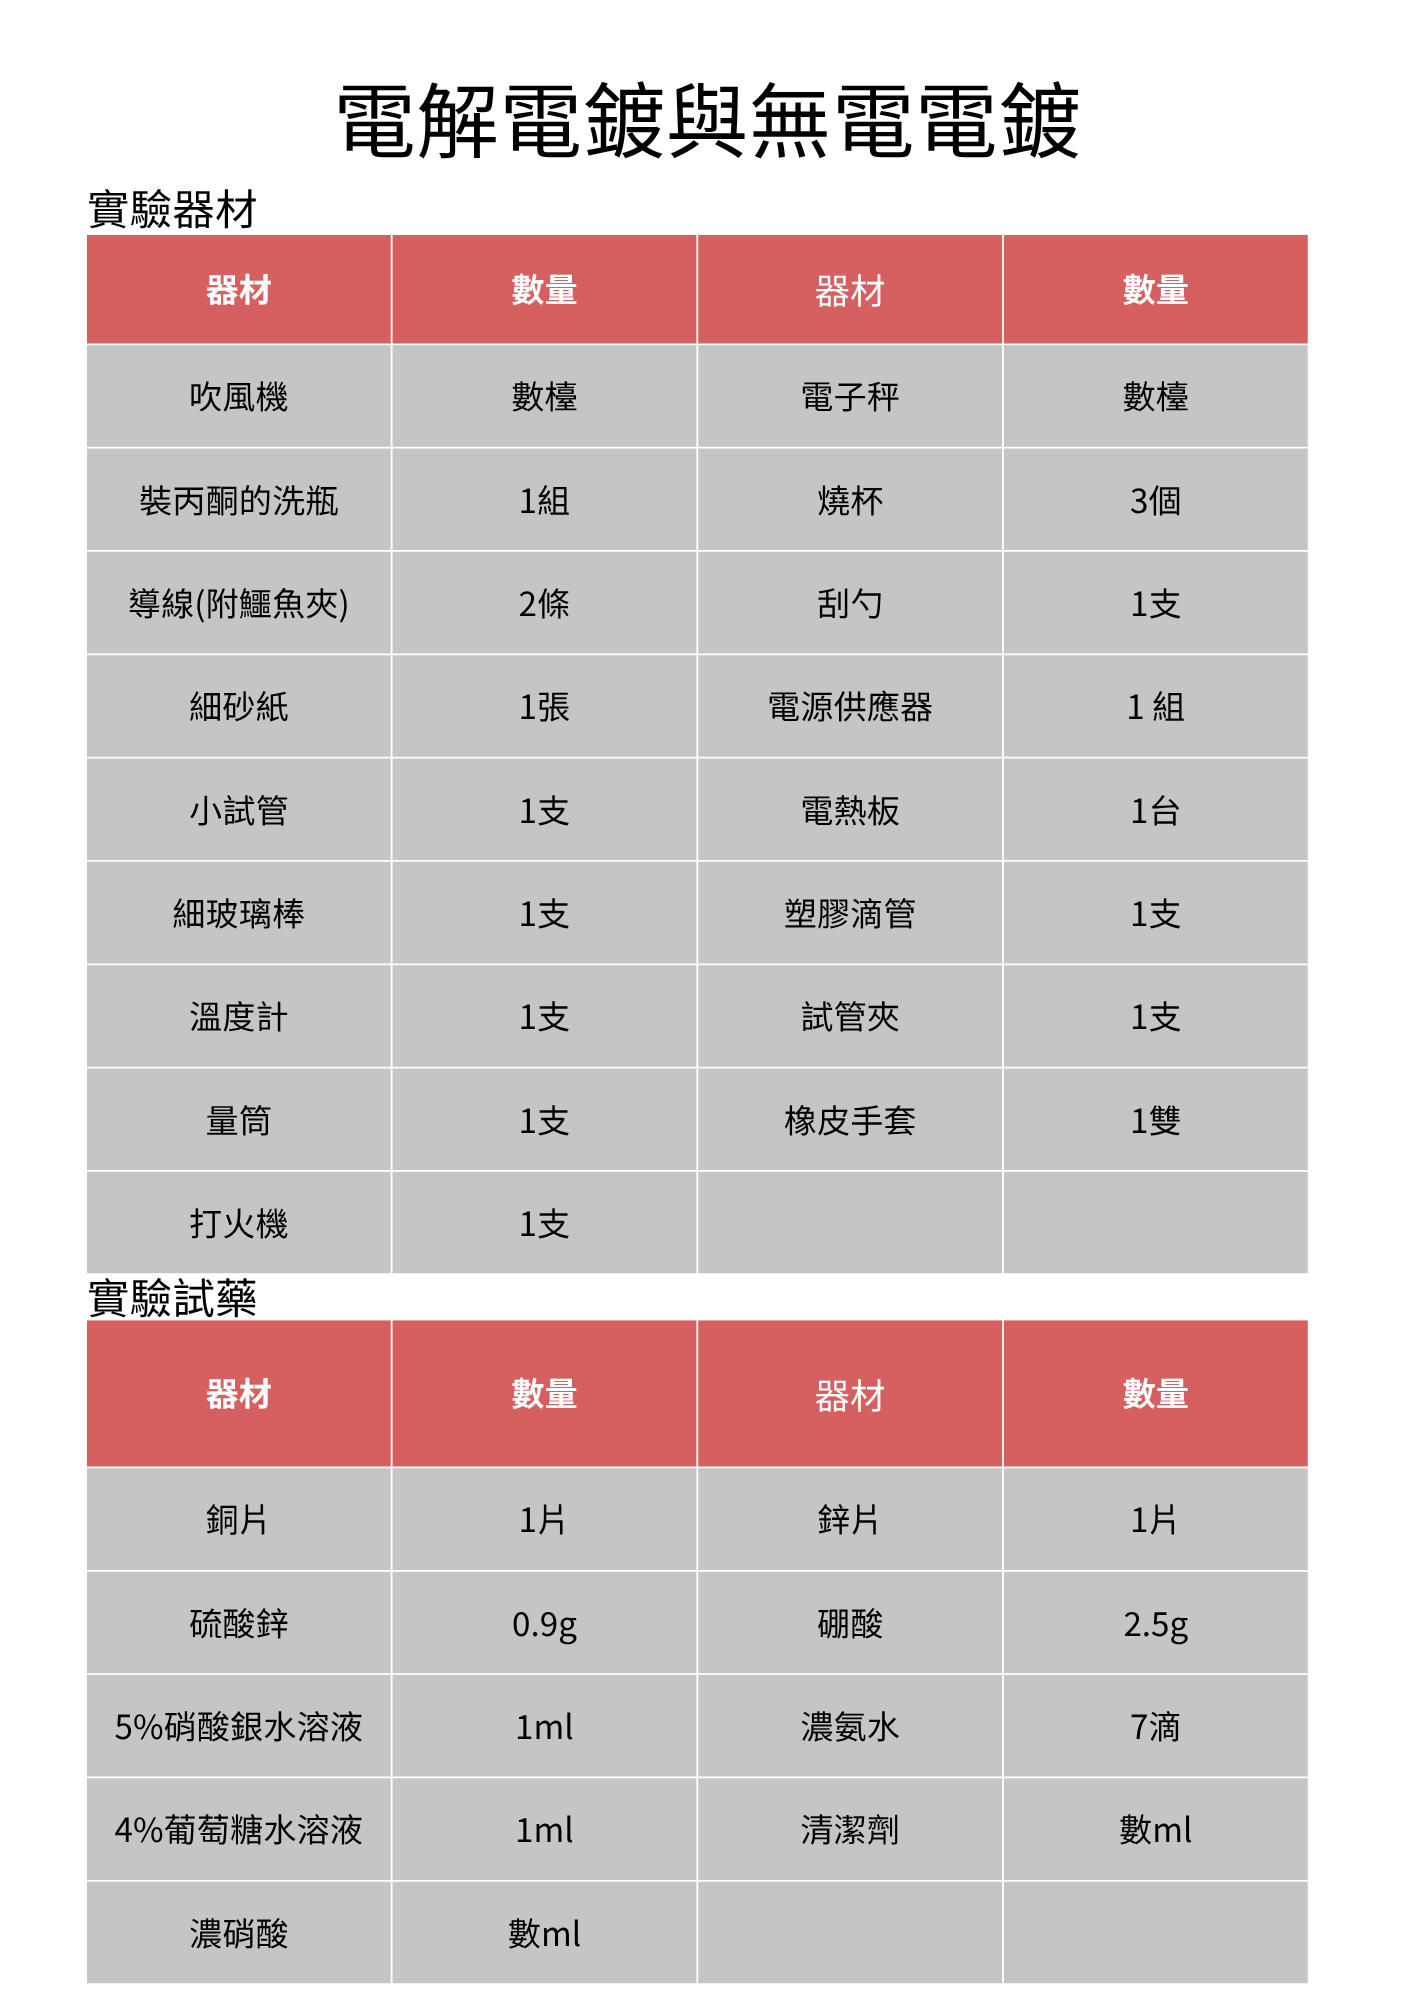 電解電鍍與無電電鍍
實驗器材
器材 數量 器材 數量
吹風機 數檯 電子秤 數檯
裝丙酮的洗瓶 1組 燒杯 3個
導線(附鱷魚夾) 2條 刮勺 1支
細砂紙 1張 電源供應器 1 組
小試管 1支 電熱板 1台
細玻璃棒 1支 塑膠滴管 1支
溫度計 1支 試管夾 1支
量筒 1支 橡皮手套 1雙
打火機 1支
實驗試藥
器材 數量 器材 數量
銅片 1片 鋅片 1片
硫酸鋅 0.9g 硼酸 2.5g
5%硝酸銀水溶液 1ml 濃氨水 7滴
4%葡萄糖水溶液 1ml 清潔劑 數ml
濃硝酸 數ml